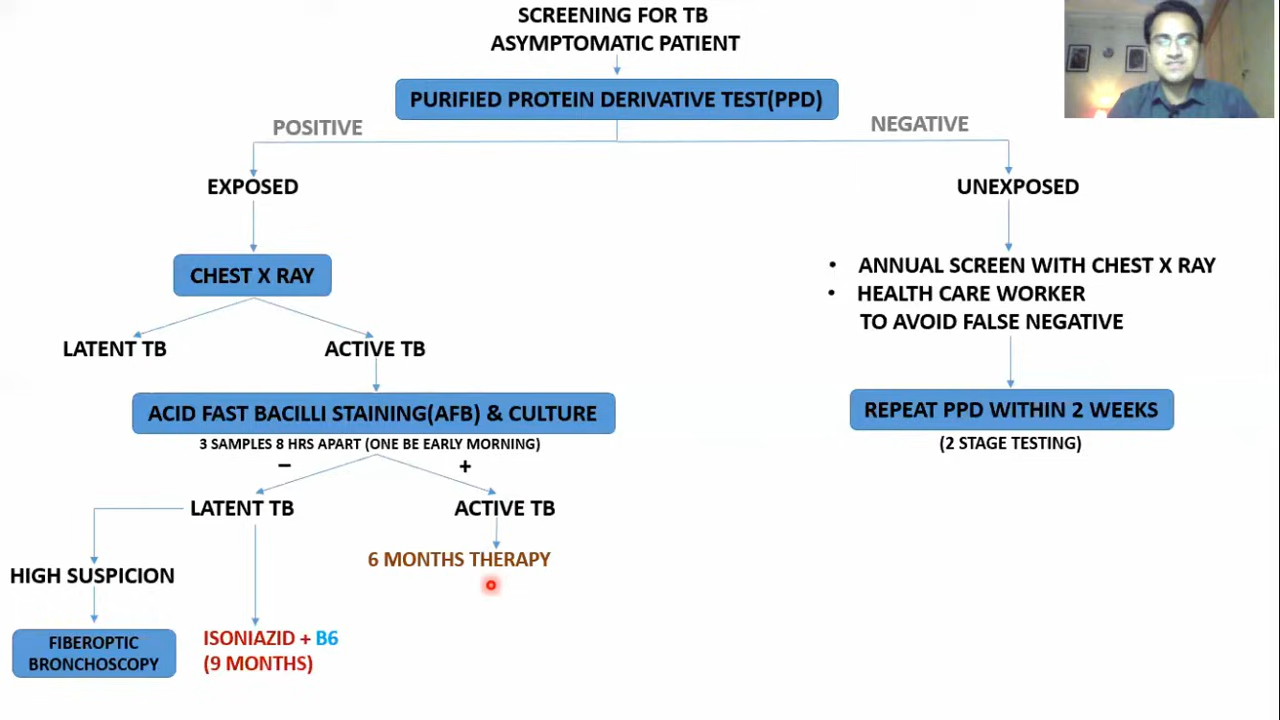 SCREENING FOR TB
ASYMPTOMATIC PATIENT
PURIFIED PROTEIN DERIVATIVE TEST(PPD)
POSITIVE
NEGATIVE
EXPOSED
UNEXPOSED
CHEST X RAY
• ANNUAL SCREEN WITH CHEST X RAY
• HEALTH CARE WORKER
TO AVOID FALSE NEGATIVE
LATENT TB
ACTIVE TB
ACID FAST BACILLI STAINING(AFB) & CULTURE
3 SAMPLES 8 HRS APART (ONE BE EARLY MORNING)
REPEAT PPD WITHIN 2 WEEKS
(2 STAGE TESTING)
− +
LATENT TB
ACTIVE TB
6 MONTHS THERAPY
HIGH SUSPICION
FIBEROPTIC
BRONCHOSCOPY
ISONIAZID + B6
(9 MONTHS)